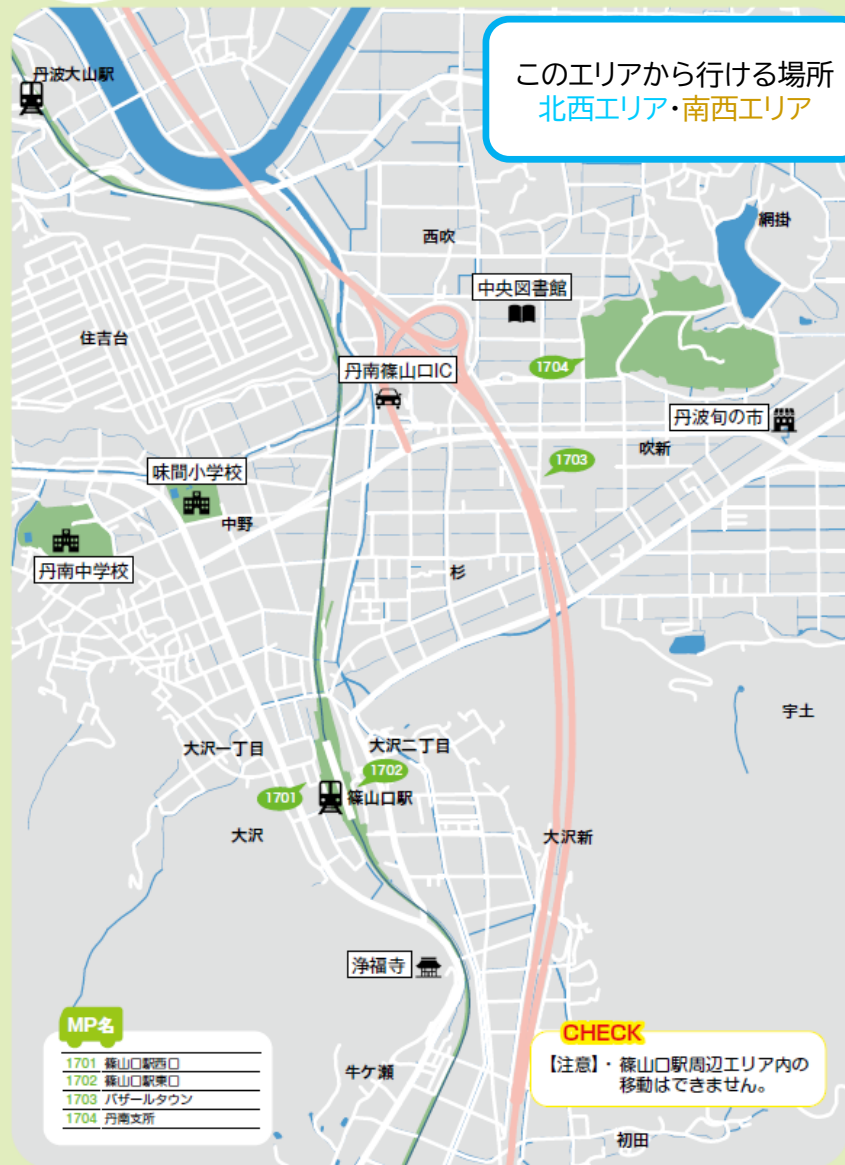 このエリアから行ける場所
北西エリア・南西エリア
丹波大山駅
網掛
西吹
中央図書館
住吉台
1704
丹南篠山口IC
丹波旬の市
吹新
1703
味間小学校
中野
丹南中学校
杉
宇土
大沢一丁目
大沢二丁目
1702
1701
篠山口駅
大沢
大沢新
浄福寺
MP名
1701 篠山口駅西口
1702 篠山口駅東口
1703 バザールタウン
1704 丹南支所
CHECK
【注意】・ 篠山口駅周辺エリア内の
移動はできません。
牛ケ瀬
初田